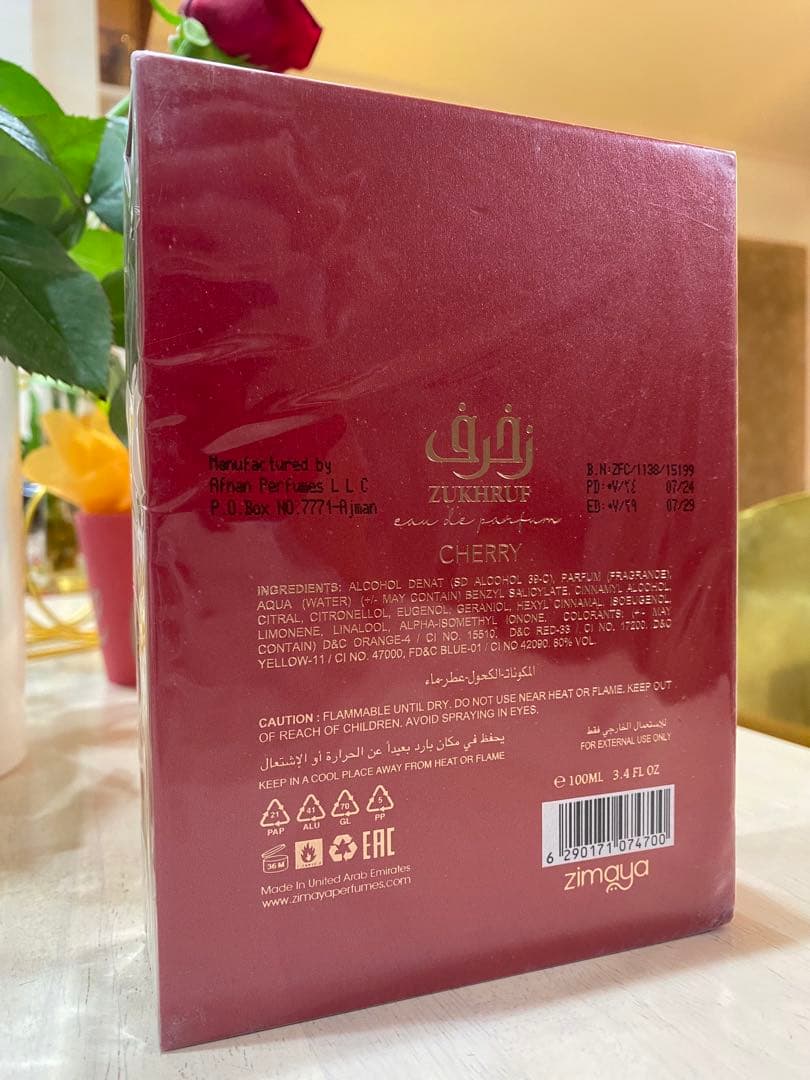 زخرف
ZUKHRUF
eau de parfum
CHERRY
Manufactured by
Afnan Perfumes L L C
P.O.Box NO.7771-Ajman
B.N:ZFC/1138/15199
PD:٠٧/٢٤ 07/24
ED:٠٧/٢٩ 07/29
INGREDIENTS: ALCOHOL DENAT (SD ALCOHOL 39-C), PARFUM (FRAGRANCE),
AQUA (WATER) (+/- MAY CONTAIN) BENZYL SALICYLATE, CINNAMYL ALCOHOL,
CITRAL, CITRONELLOL, EUGENOL, GERANIOL, HEXYL CINNAMAL, ISOEUGENOL,
LIMONENE, LINALOOL, ALPHA-ISOMETHYL IONONE. COLORANTS (+- MAY
CONTAIN) D&C ORANGE-4 / CI NO. 15510, D&C RED-33 / CI NO. 17200, D&C
YELLOW-11 / CI NO. 47000, FD&C BLUE-01 / CI NO 42090. 80% VOL.
المكونات-الكحول-عطر-ماء
CAUTION : FLAMMABLE UNTIL DRY. DO NOT USE NEAR HEAT OR FLAME. KEEP OUT
OF REACH OF CHILDREN. AVOID SPRAYING IN EYES.
يحفظ في مكان بارد بعيداً عن الحرارة أو الإشتعال
KEEP IN A COOL PLACE AWAY FROM HEAT OR FLAME
للاستعمال الخارجي فقط
FOR EXTERNAL USE ONLY
℮ 100ML 3.4 FL OZ
21 41 70 5
PAP ALU GL PP
36 M EAC
Made In United Arab Emirates
www.zimayaperfumes.com
6 290171 074700
zimaya